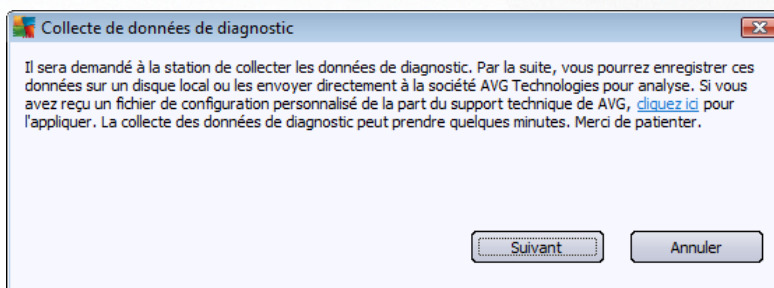 Collecte de données de diagnostic
Il sera demandé à la station de collecter les données de diagnostic. Par la suite, vous pourrez enregistrer ces
données sur un disque local ou les envoyer directement à la société AVG Technologies pour analyse. Si vous
avez reçu un fichier de configuration personnalisé de la part du support technique de AVG, cliquez ici pour
l'appliquer. La collecte des données de diagnostic peut prendre quelques minutes. Merci de patienter.
Suivant
Annuler